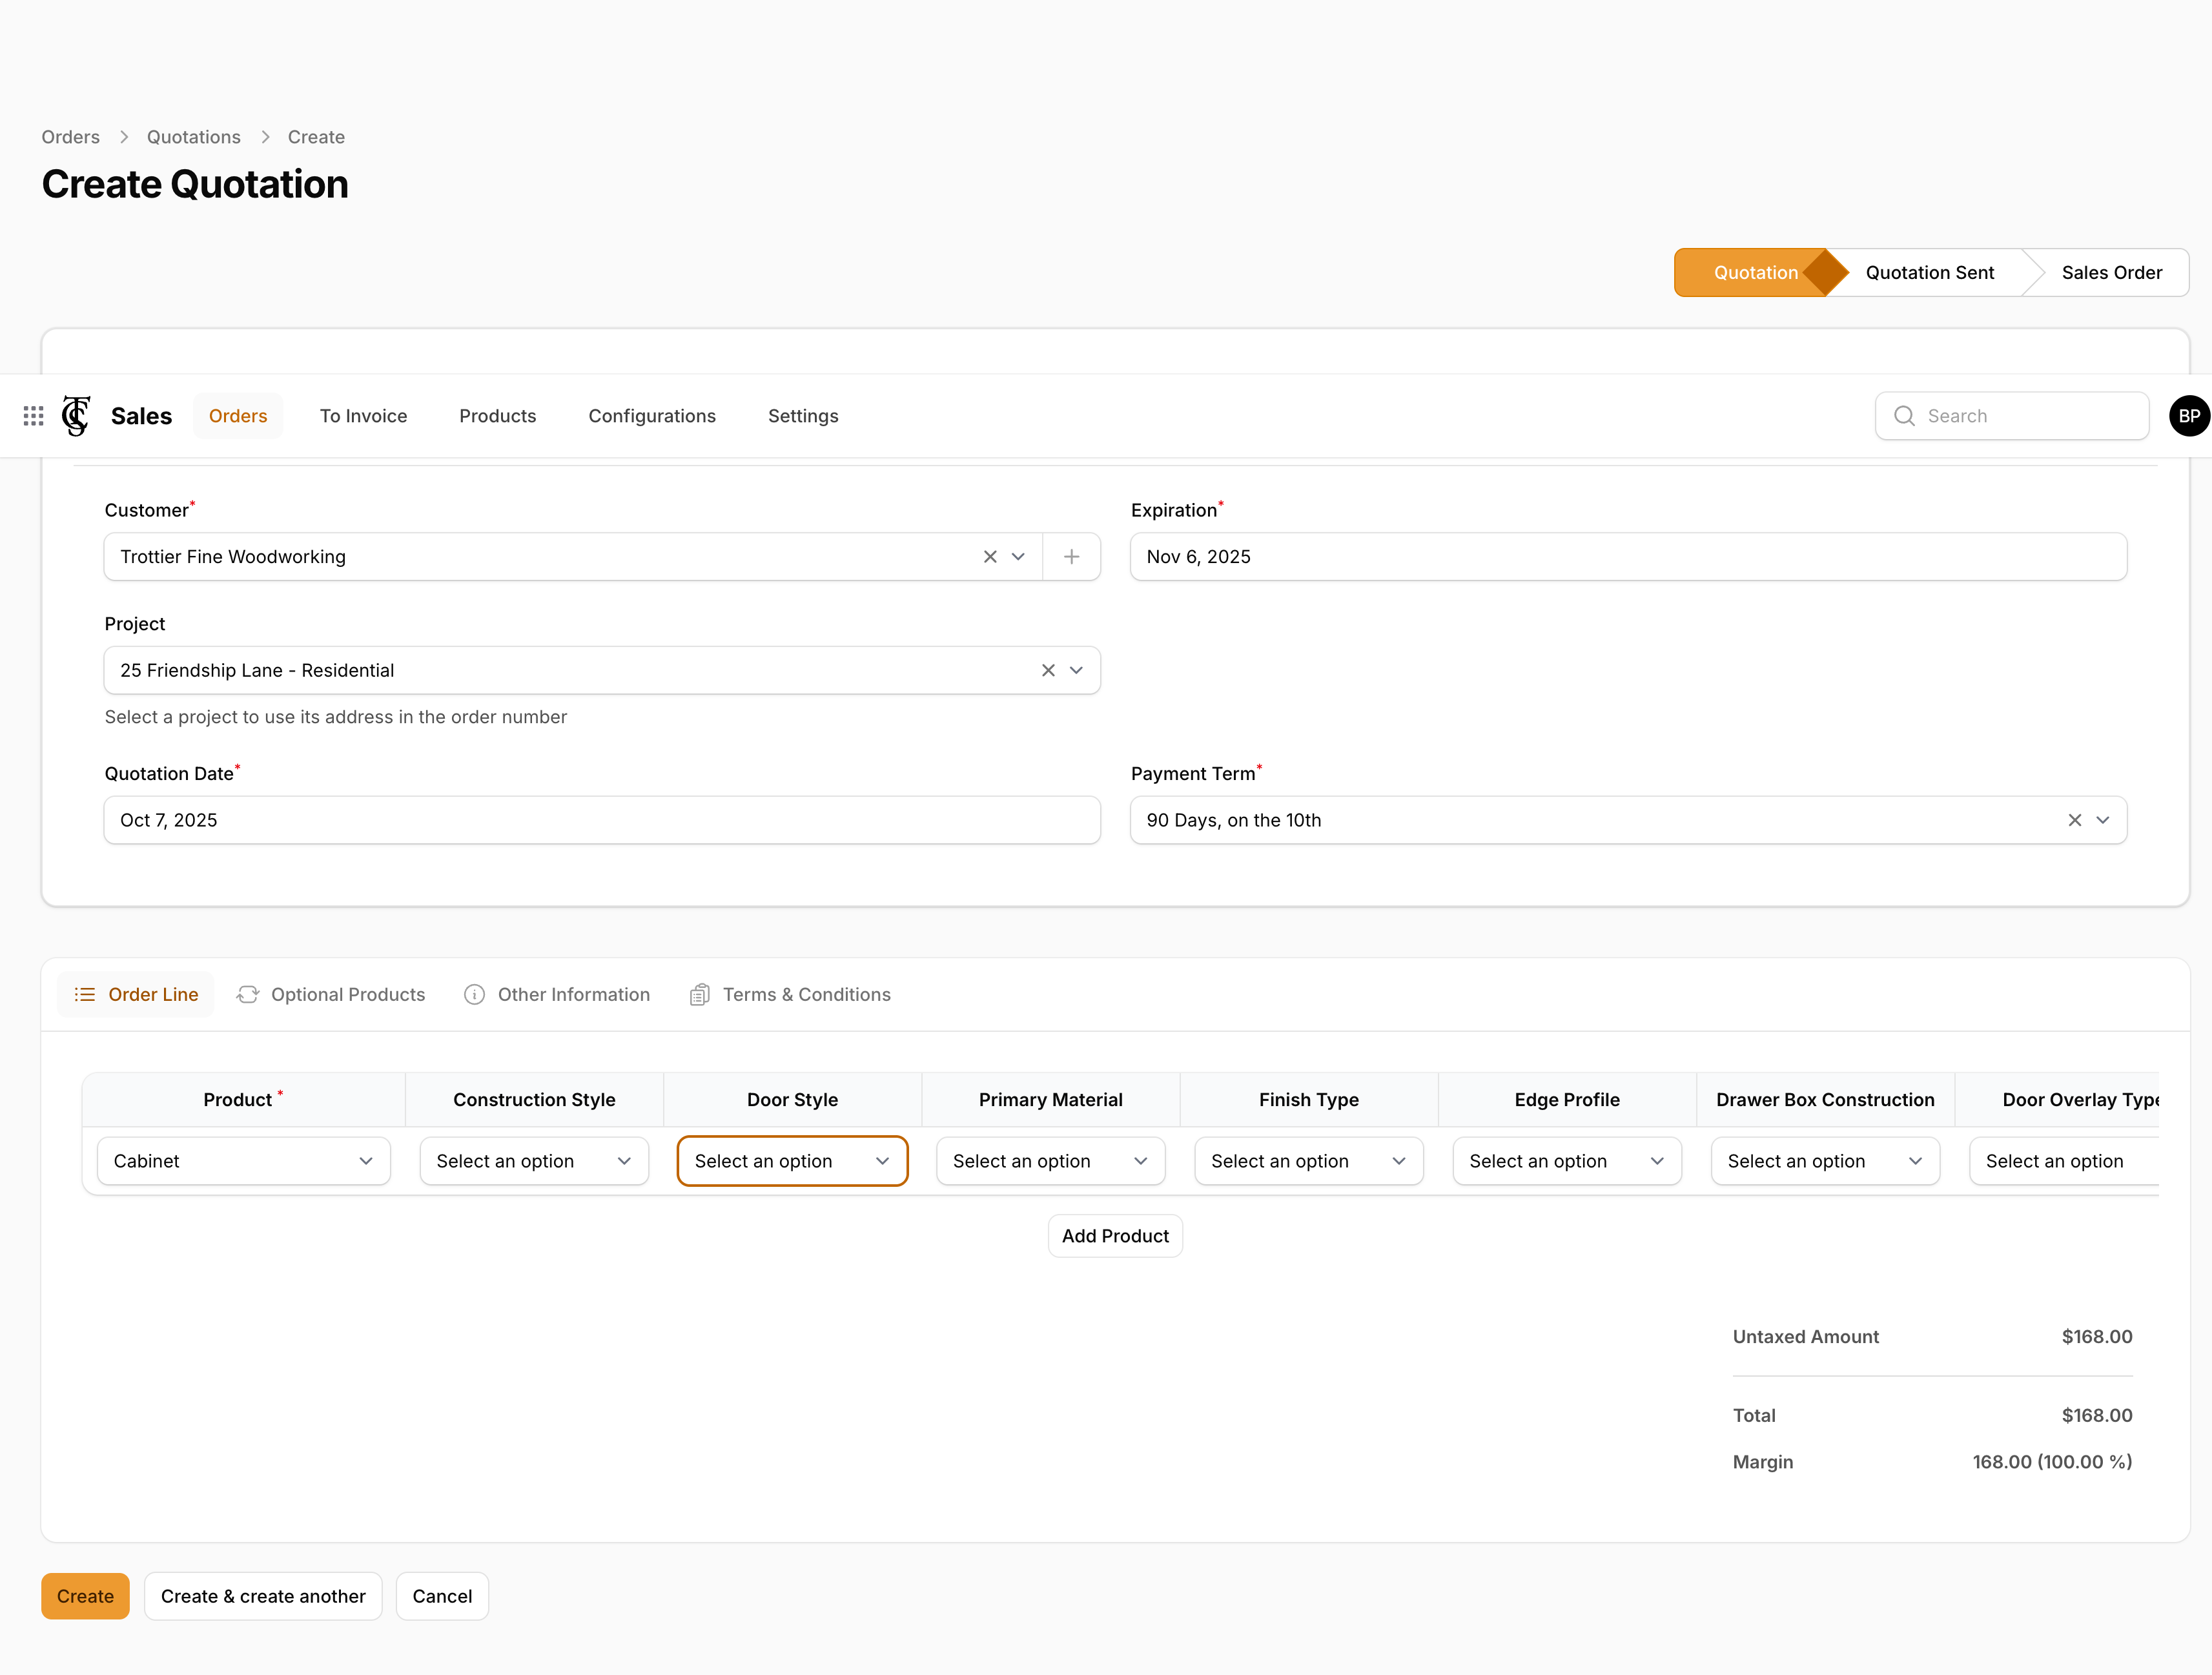 Orders > Quotations > Create
Create Quotation
Quotation Quotation Sent Sales Order
TCS Sales Orders To Invoice Products Configurations Settings Search BP
Customer* Expiration*
Trottier Fine Woodworking Nov 6, 2025
Project
25 Friendship Lane - Residential
Select a project to use its address in the order number
Quotation Date* Payment Term*
Oct 7, 2025 90 Days, on the 10th
Order Line Optional Products Other Information Terms & Conditions
Product * Construction Style Door Style Primary Material Finish Type Edge Profile Drawer Box Construction Door Overlay Type
Cabinet Select an option Select an option Select an option Select an option Select an option Select an option Select an option
Add Product
Untaxed Amount $168.00
Total $168.00
Margin 168.00 (100.00 %)
Create Create & create another Cancel